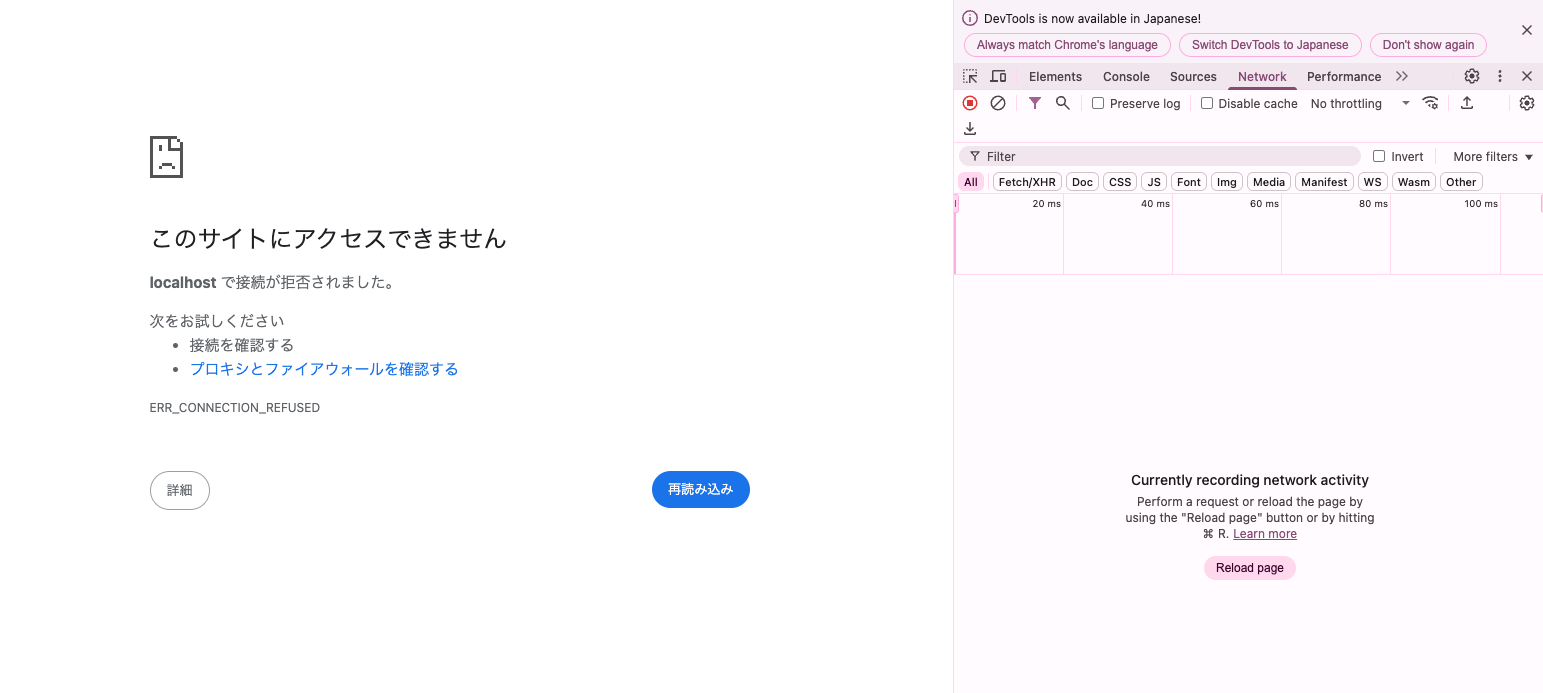 このサイトにアクセスできません
localhost で接続が拒否されました。
次をお試しください
接続を確認する
プロキシとファイアウォールを確認する
ERR_CONNECTION_REFUSED
詳細
再読み込み
DevTools is now available in Japanese!
Always match Chrome's language
Switch DevTools to Japanese
Don't show again
Elements
Console
Sources
Network
Performance
Preserve log
Disable cache
No throttling
Filter
Invert
More filters
All
Fetch/XHR
Doc
CSS
JS
Font
Img
Media
Manifest
WS
Wasm
Other
20 ms
40 ms
60 ms
80 ms
100 ms
Currently recording network activity
Perform a request or reload the page by
using the "Reload page" button or by hitting
⌘ R. Learn more
Reload page